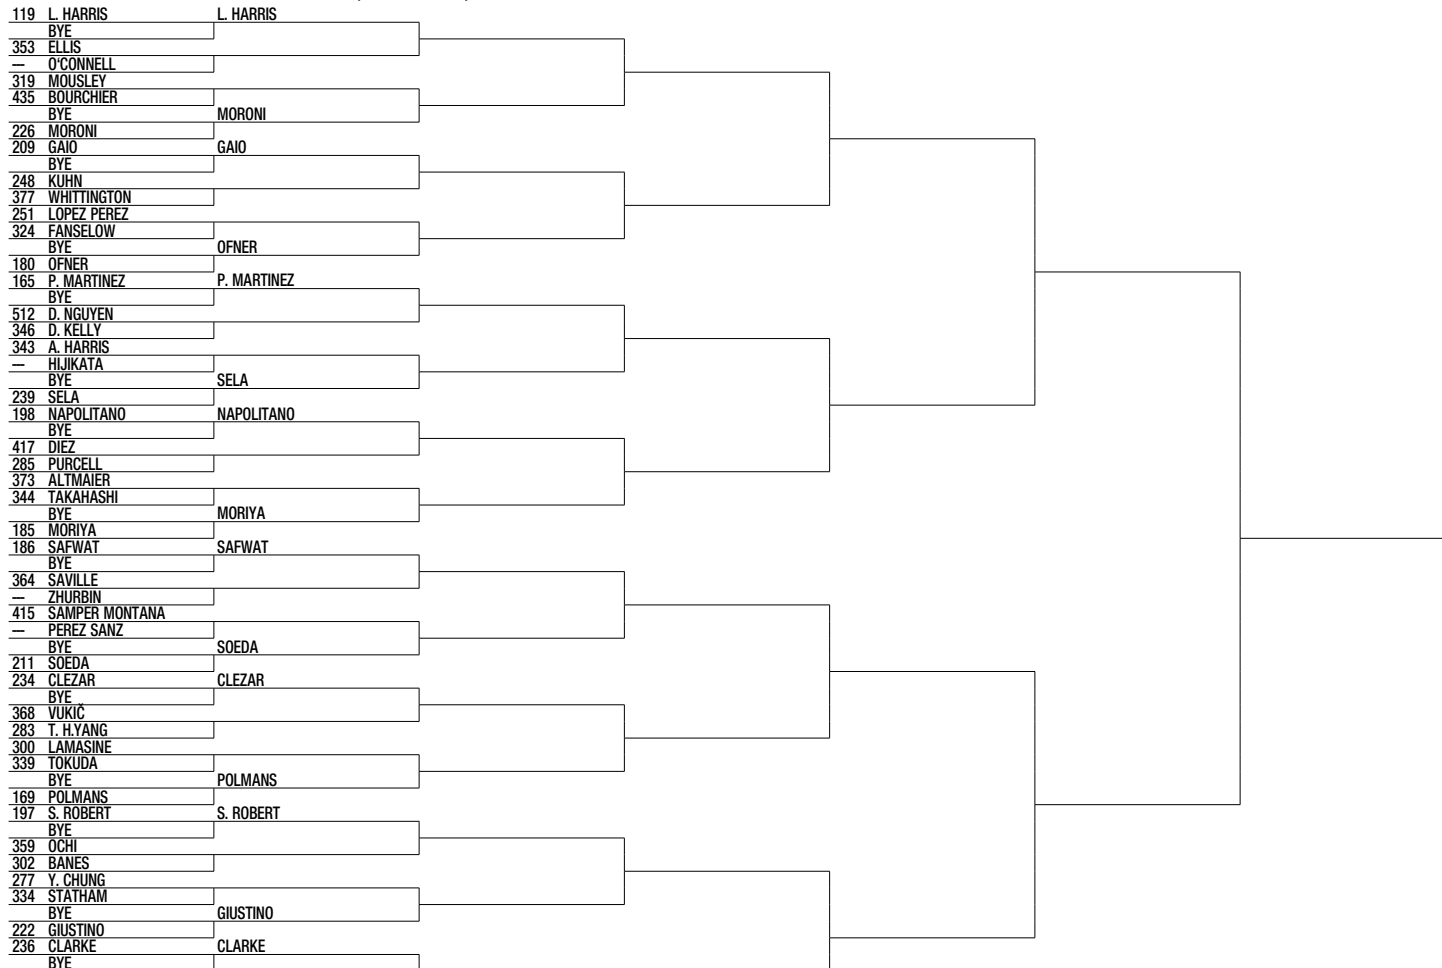 119 L. HARRIS L. HARRIS
BYE
353 ELLIS
— O'CONNELL
319 MOUSLEY
435 BOURCHIER
BYE MORONI
226 MORONI
209 GAIO GAIO
BYE
248 KUHN
377 WHITTINGTON
251 LOPEZ PEREZ
324 FANSELOW
BYE OFNER
180 OFNER
165 P. MARTINEZ P. MARTINEZ
BYE
512 D. NGUYEN
346 D. KELLY
343 A. HARRIS
— HIJIKATA
BYE SELA
239 SELA
198 NAPOLITANO NAPOLITANO
BYE
417 DIEZ
285 PURCELL
373 ALTMAIER
344 TAKAHASHI
BYE MORIYA
185 MORIYA
186 SAFWAT SAFWAT
BYE
364 SAVILLE
— ZHURBIN
415 SAMPER MONTANA
— PEREZ SANZ
BYE SOEDA
211 SOEDA
234 CLEZAR CLEZAR
BYE
368 VUKIČ
283 T. H.YANG
300 LAMASINE
339 TOKUDA
BYE POLMANS
169 POLMANS
197 S. ROBERT S. ROBERT
BYE
359 OCHI
302 BANES
277 Y. CHUNG
334 STATHAM
BYE GIUSTINO
222 GIUSTINO
236 CLARKE CLARKE
BYE